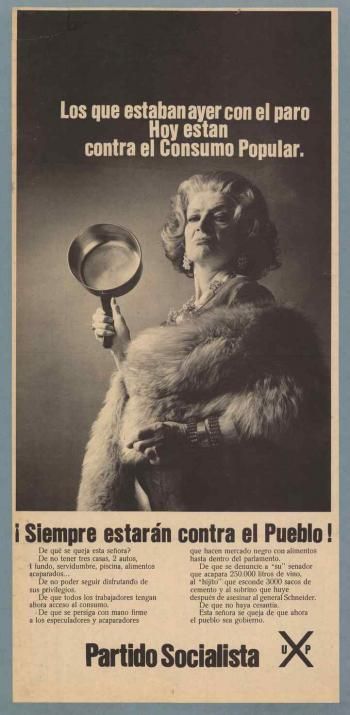 Los que estaban ayer con el paro
Hoy estan
contra el Consumo Popular.
¡Siempre estarán contra el Pueblo!
De qué se queja esta señora?
De no tener tres casas, 2 autos,
1 fundo, servidumbre, piscina, alimentos
acaparados...
De no poder seguir disfrutando de
sus privilegios.
De que todos los trabajadores tengan
ahora acceso al consumo.
De que se persiga con mano firme
a los especuladores y acaparadores
que hacen mercado negro con alimentos
hasta dentro del parlamento.
De que se denuncie a "su" senador
que acapara 250.000 litros de vino,
al "hijito" que esconde 3000 sacos de
cemento y al sobrino que huye
después de asesinar al general Schneider.
De que no haya cesantía.
Esta señora se queja de que ahora
el pueblo sea gobierno.
Partido Socialista
U P